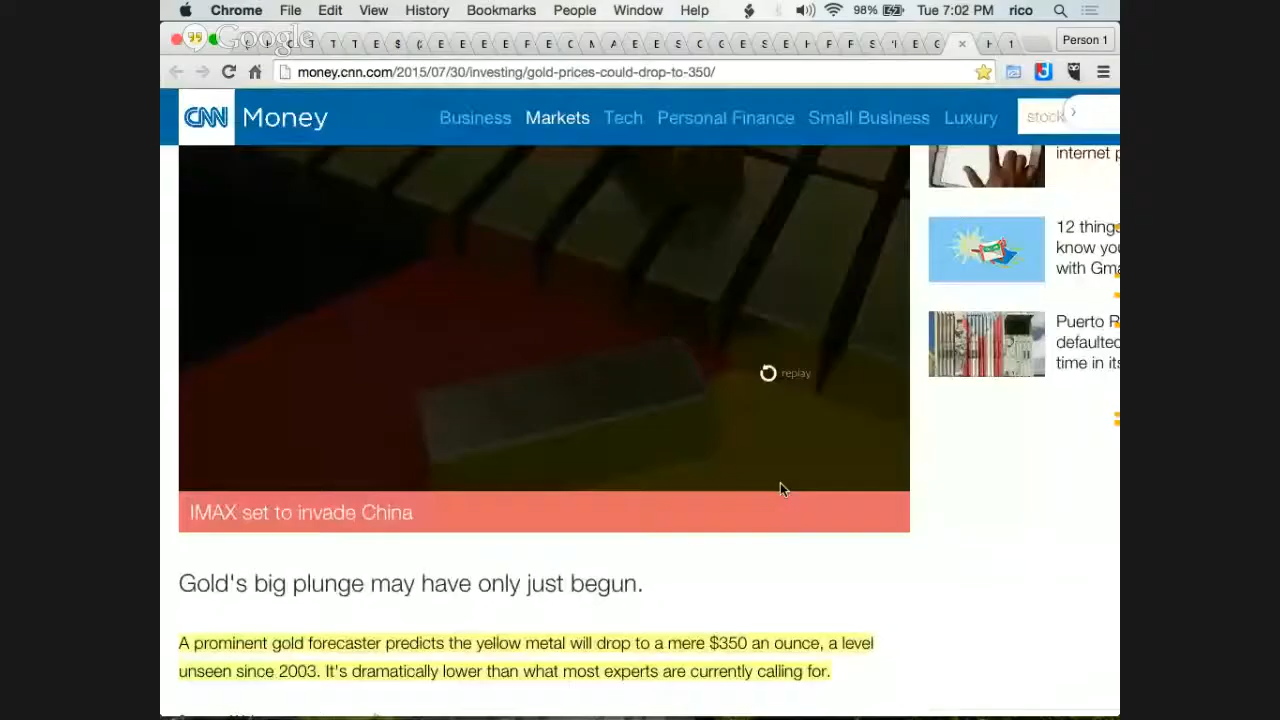 Chrome File Edit View History Bookmarks People Window Help 98% Tue 7:02 PM rico
Google
T T E S E E E E F E C M A E E S C C E S E H F F S E C Person 1
money.cnn.com/2015/07/30/investing/gold-prices-could-drop-to-350/
CNN Money Business Markets Tech Personal Finance Small Business Luxury stock
internet p
12 thing
know you
with Gma
Puerto R
defaulted
time in its
replay
IMAX set to invade China
Gold's big plunge may have only just begun.
A prominent gold forecaster predicts the yellow metal will drop to a mere $350 an ounce, a level
unseen since 2003. It's dramatically lower than what most experts are currently calling for.